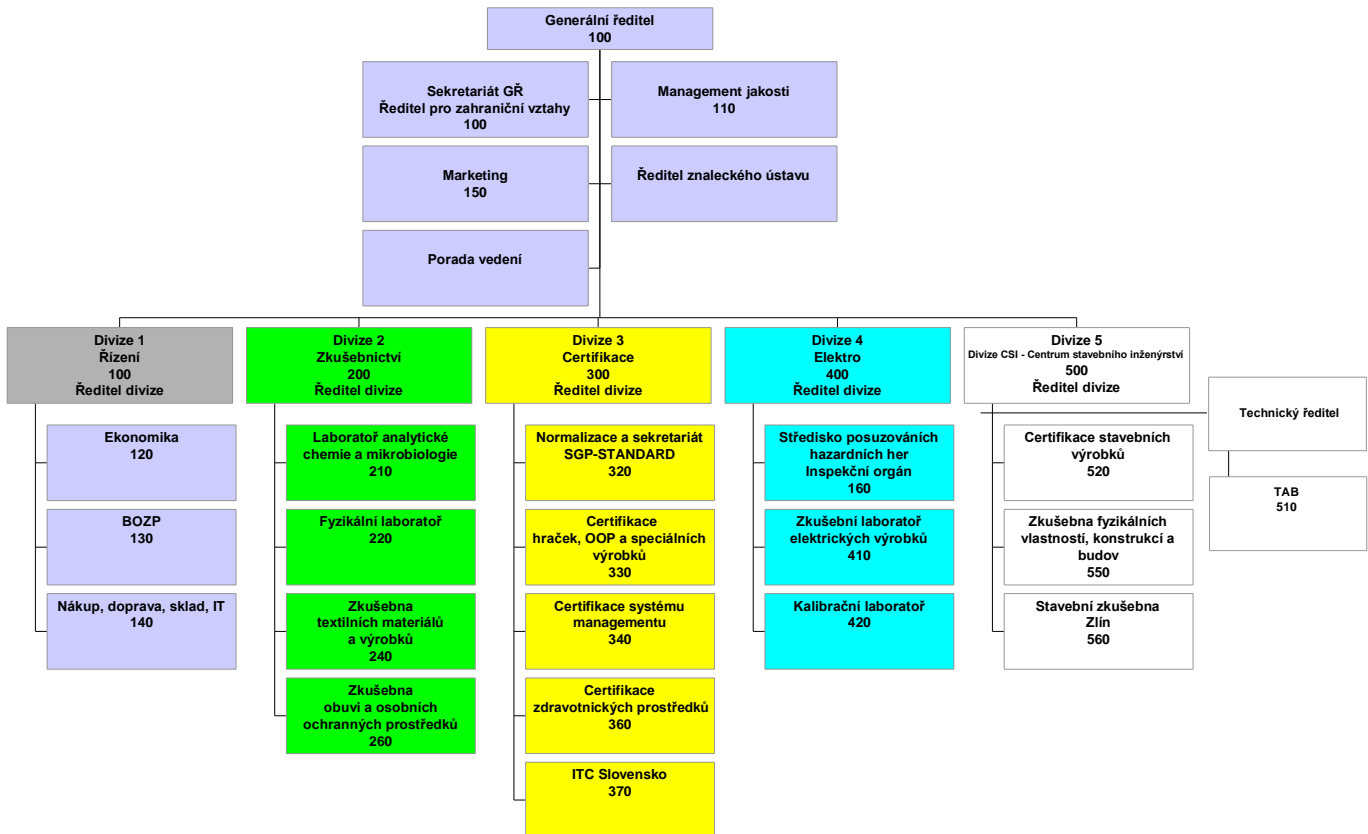 Generální ředitel
100
Sekretariát GŘ
Ředitel pro zahraniční vztahy
100
Management jakosti
110
Marketing
150
Ředitel znaleckého ústavu
Porada vedení
Divize 1
Řízení
100
Ředitel divize
Divize 2
Zkušebnictví
200
Ředitel divize
Divize 3
Certifikace
300
Ředitel divize
Divize 4
Elektro
400
Ředitel divize
Divize 5
Divize CSI - Centrum stavebního inženýrství
500
Ředitel divize
Technický ředitel
TAB
510
Ekonomika
120
BOZP
130
Nákup, doprava, sklad, IT
140
Laboratoř analytické
chemie a mikrobiologie
210
Fyzikální laboratoř
220
Zkušebna
textilních materiálů
a výrobků
240
Zkušebna
obuvi a osobních
ochranných prostředků
260
Normalizace a sekretariát
SGP-STANDARD
320
Certifikace
hraček, OOP a speciálních
výrobků
330
Certifikace systému
managementu
340
Certifikace
zdravotnických prostředků
360
ITC Slovensko
370
Středisko posuzováních
hazardních her
Inspekční orgán
160
Zkušební laboratoř
elektrických výrobků
410
Kalibrační laboratoř
420
Certifikace stavebních
výrobků
520
Zkušebna fyzikálních
vlastností, konstrukcí a
budov
550
Stavební zkušebna
Zlín
560